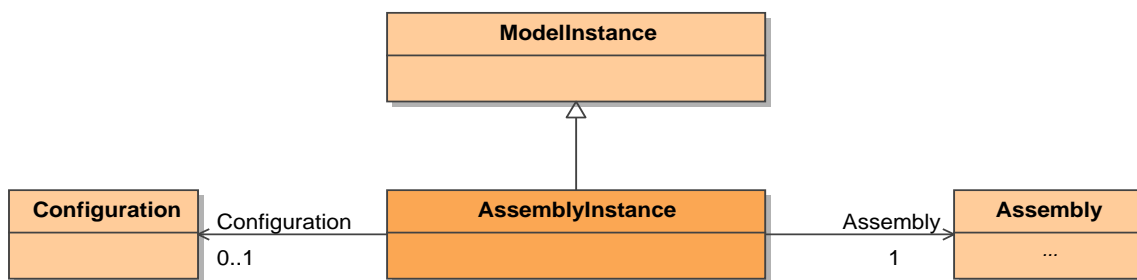 ModelInstance
Configuration
Configuration
0..1
AssemblyInstance
Assembly
1
Assembly
...